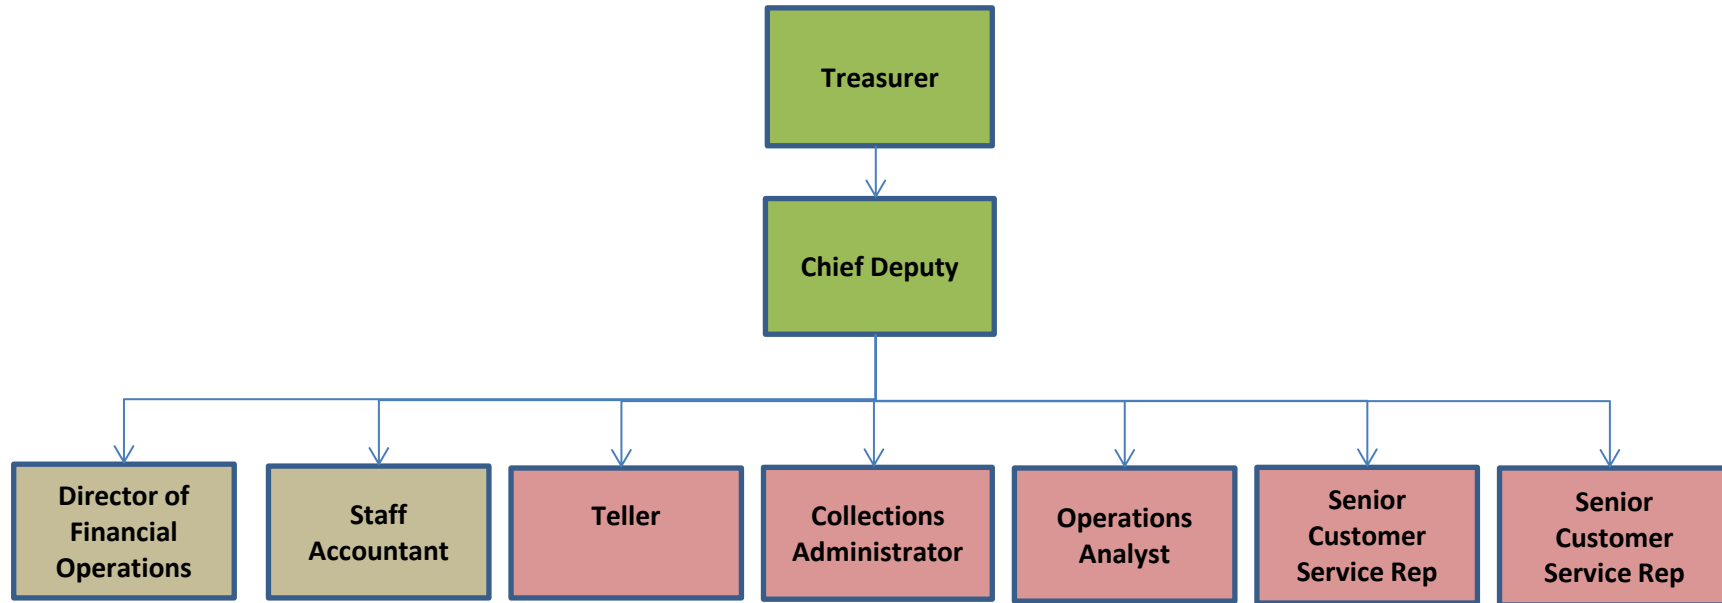 Treasurer
Chief Deputy
Director of
Financial
Operations
Staff
Accountant
Teller
Collections
Administrator
Operations
Analyst
Senior
Customer
Service Rep
Senior
Customer
Service Rep